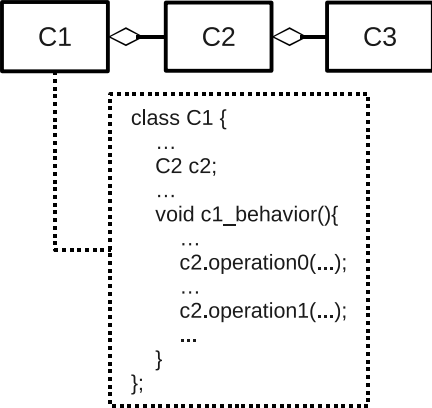 C1 C2 C3
class C1 {
…
C2 c2;
…
void c1_behavior(){
…
c2.operation0(...);
…
c2.operation1(...);
...
}
};